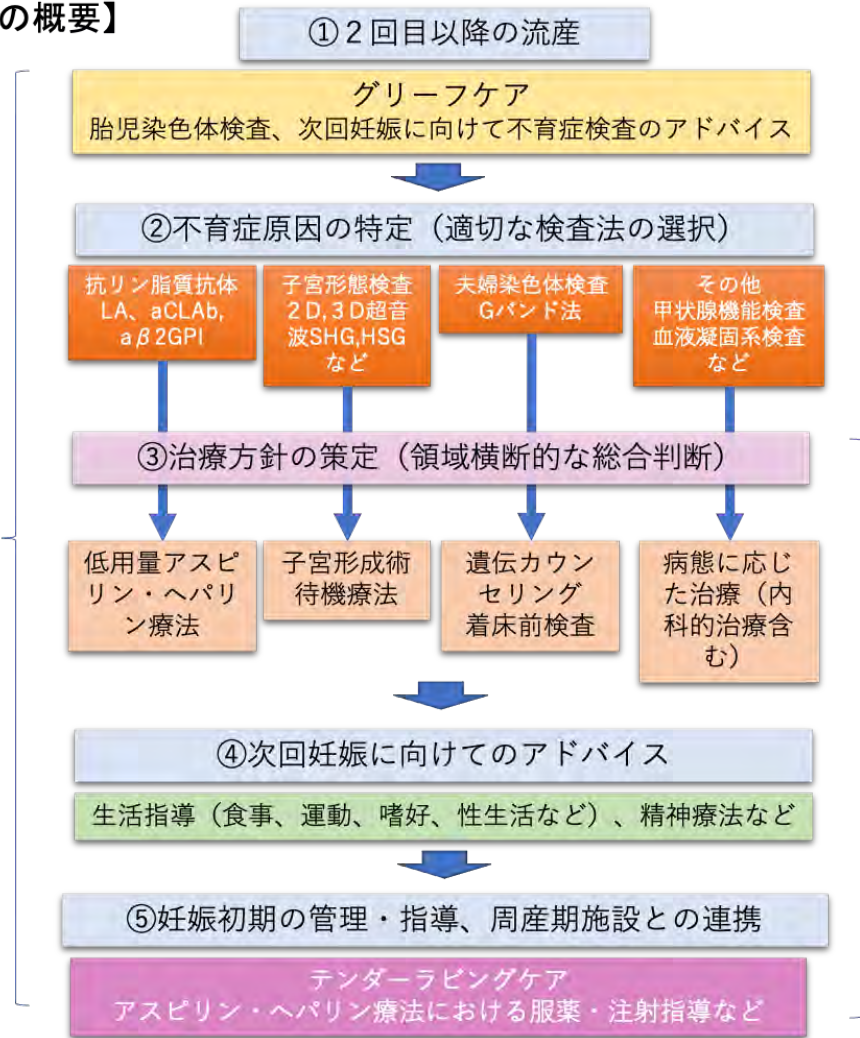 の概要】
①２回目以降の流産
グリーフケア
胎児染色体検査、次回妊娠に向けて不育症検査のアドバイス
②不育症原因の特定（適切な検査法の選択）
抗リン脂質抗体
LA、aCLAb,
aβ2GPI
子宮形態検査
２D,３D超音
波SHG,HSG
など
夫婦染色体検査
Gバンド法
その他
甲状腺機能検査
血液凝固系検査
など
③治療方針の策定（領域横断的な総合判断）
低用量アスピ
リン・ヘパリ
ン療法
子宮形成術
待機療法
遺伝カウン
セリング
着床前検査
病態に応じ
た治療（内
科的治療含
む）
④次回妊娠に向けてのアドバイス
生活指導（食事、運動、嗜好、性生活など）、精神療法など
⑤妊娠初期の管理・指導、周産期施設との連携
テンダーラビングケア
アスピリン・ヘパリン療法における服薬・注射指導など